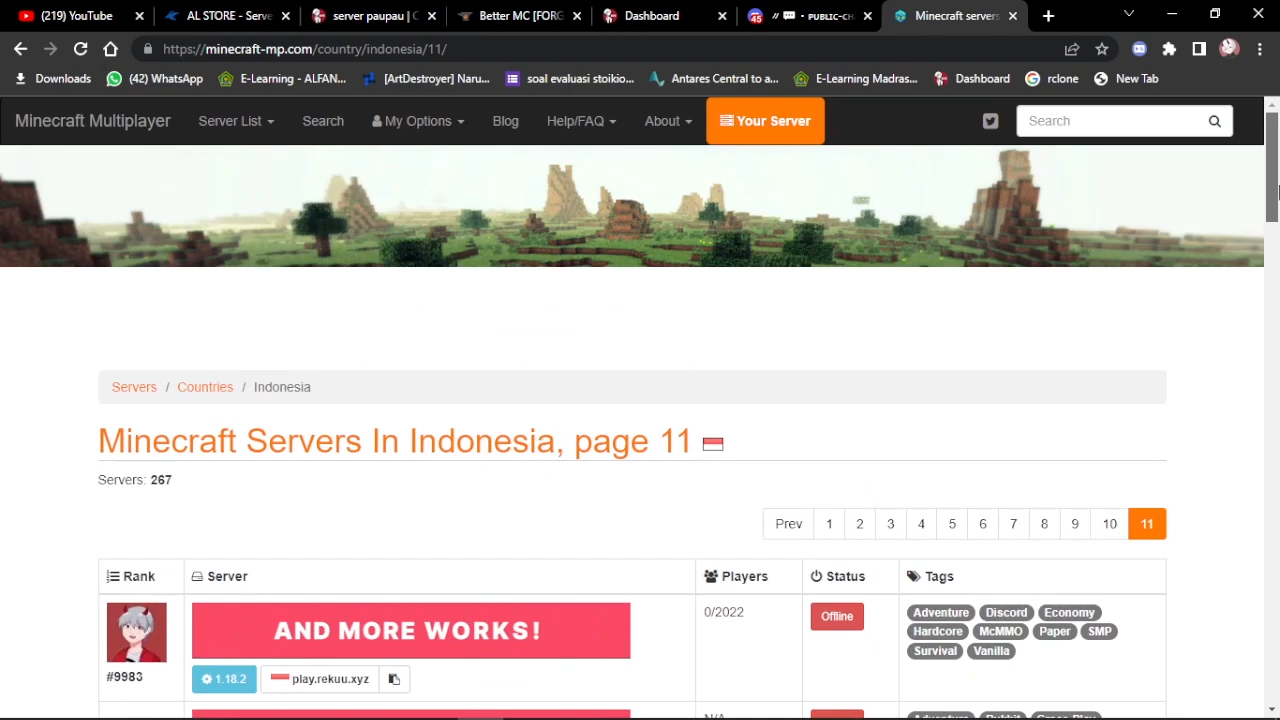 (219) YouTube
AL STORE - Serve
server paupau | C
Better MC [FORG
Dashboard
45 // 💬 - PUBLIC-CH
Minecraft servers
https://minecraft-mp.com/country/indonesia/11/
Downloads (42) WhatsApp E-Learning - ALFAN... [ArtDestroyer] Naru... soal evaluasi stoikio... Antares Central to a... E-Learning Madras... Dashboard rclone New Tab
Minecraft Multiplayer Server List Search My Options Blog Help/FAQ About Your Server Search
Servers / Countries / Indonesia
Minecraft Servers In Indonesia, page 11
Servers: 267
Prev 1 2 3 4 5 6 7 8 9 10 11
Rank Server Players Status Tags
AND MORE WORKS!
0/2022
Offline
Adventure Discord Economy
Hardcore McMMO Paper SMP
Survival Vanilla
#9983
1.18.2 play.rekuu.xyz